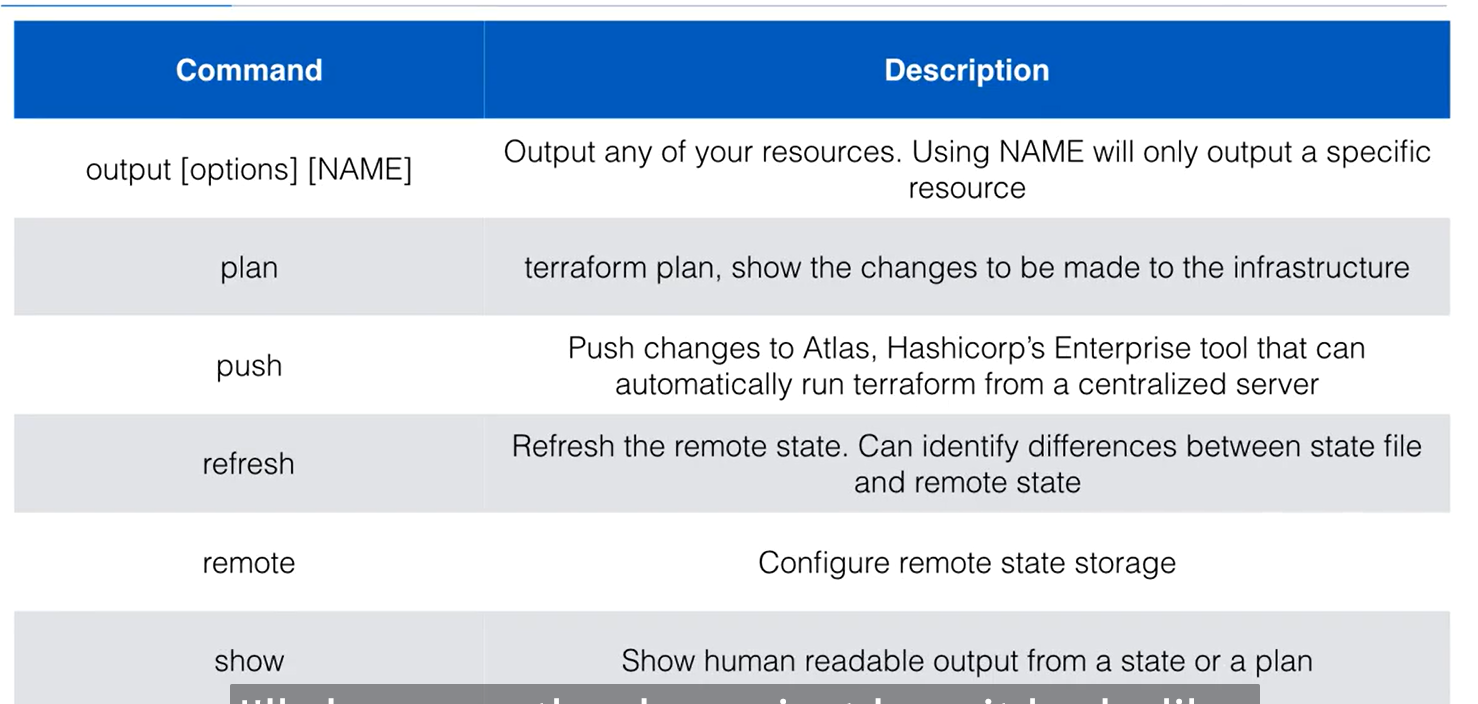 Command
Description
output [options] [NAME]
Output any of your resources. Using NAME will only output a specific
resource
plan
terraform plan, show the changes to be made to the infrastructure
push
Push changes to Atlas, Hashicorp's Enterprise tool that can
automatically run terraform from a centralized server
refresh
Refresh the remote state. Can identify differences between state file
and remote state
remote
Configure remote state storage
show
Show human readable output from a state or a plan